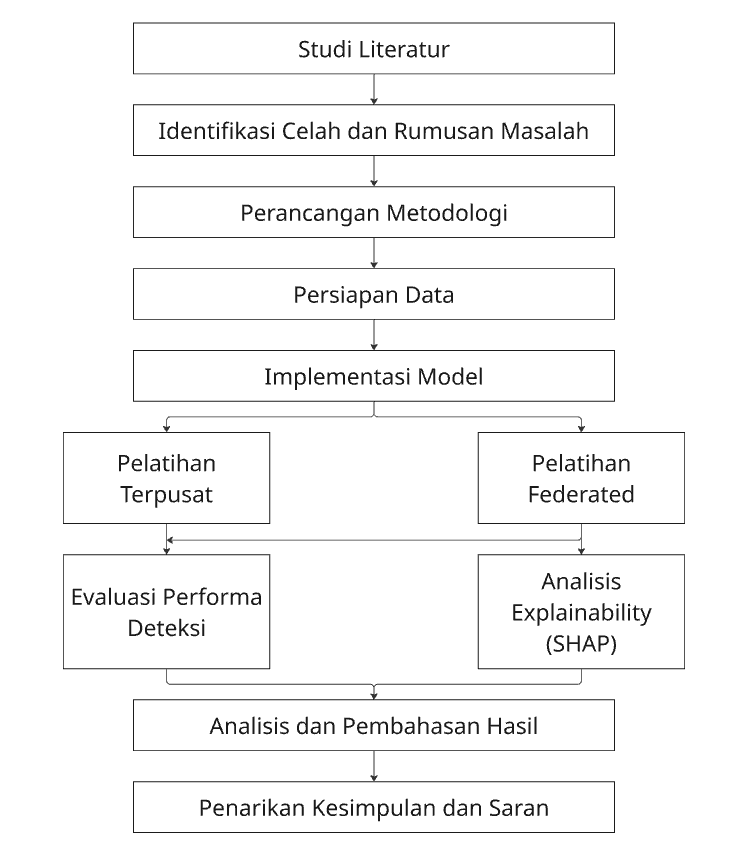 Studi Literatur
Identifikasi Celah dan Rumusan Masalah
Perancangan Metodologi
Persiapan Data
Implementasi Model
Pelatihan
Terpusat
Pelatihan
Federated
Evaluasi Performa
Deteksi
Analisis
Explainability
(SHAP)
Analisis dan Pembahasan Hasil
Penarikan Kesimpulan dan Saran